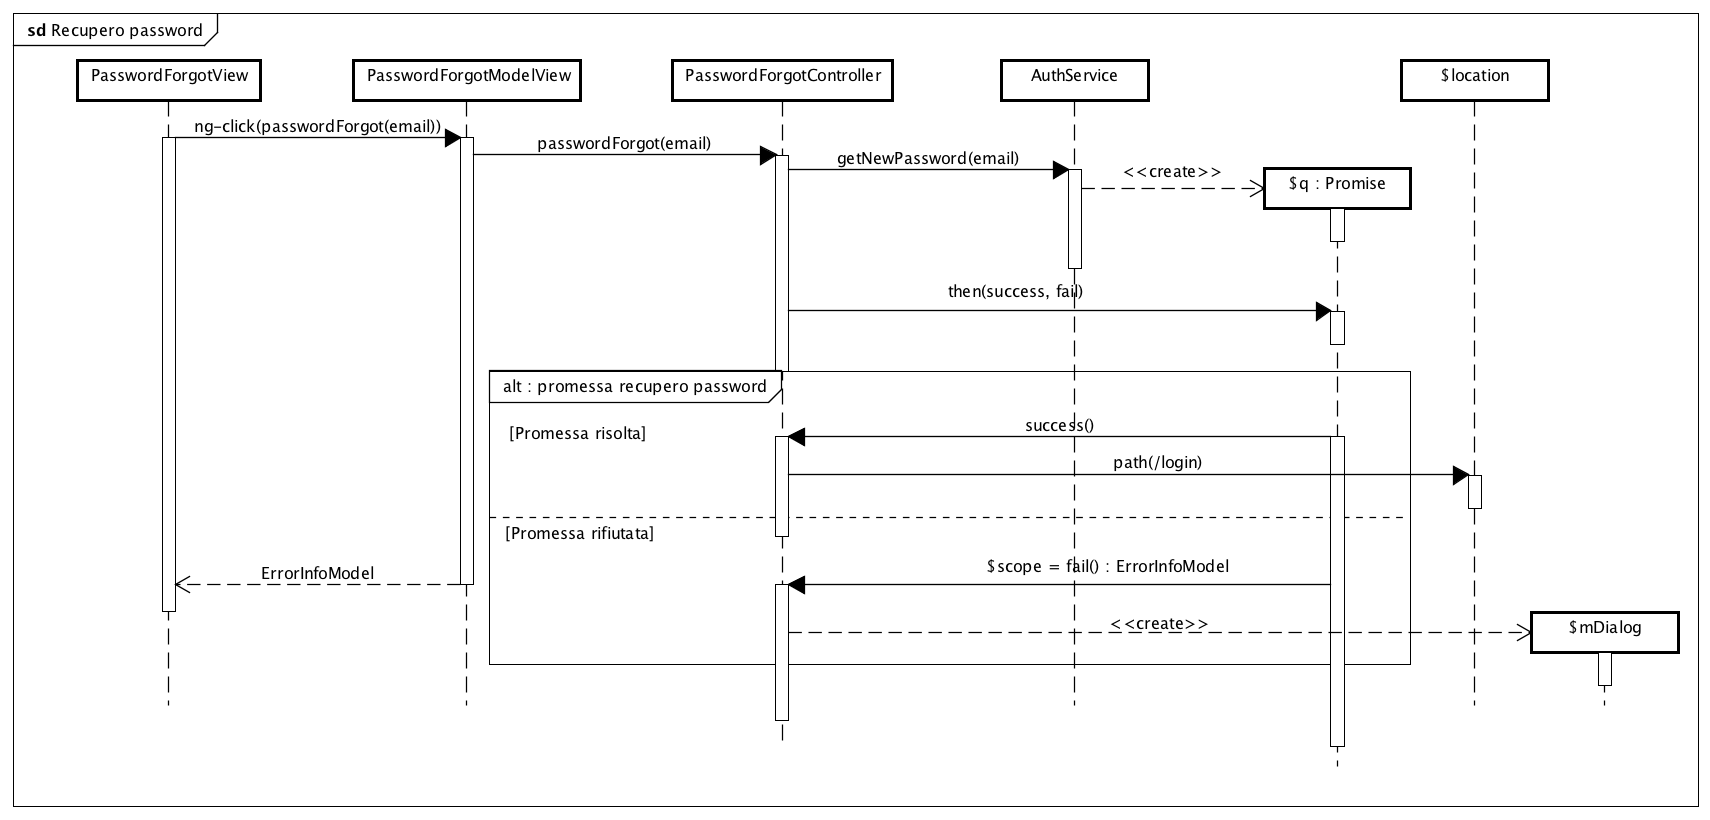 sd Recupero password
PasswordForgotView
PasswordForgotModelView
PasswordForgotController
AuthService
$location
ng-click(passwordForgot(email))
passwordForgot(email)
getNewPassword(email)
<<create>>
$q : Promise
then(success, fail)
alt : promessa recupero password
[Promessa risolta]
success()
path(/login)
[Promessa rifiutata]
ErrorInfoModel
$scope = fail() : ErrorInfoModel
<<create>>
$mDialog